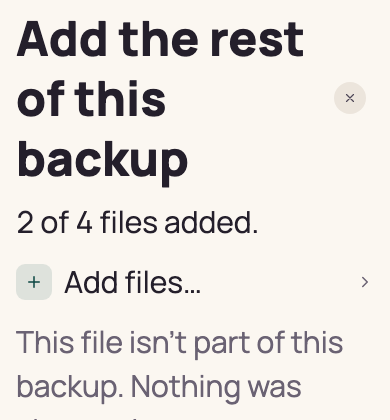 Add the rest
of this
backup
2 of 4 files added.
Add files…
This file isn’t part of this
backup. Nothing was